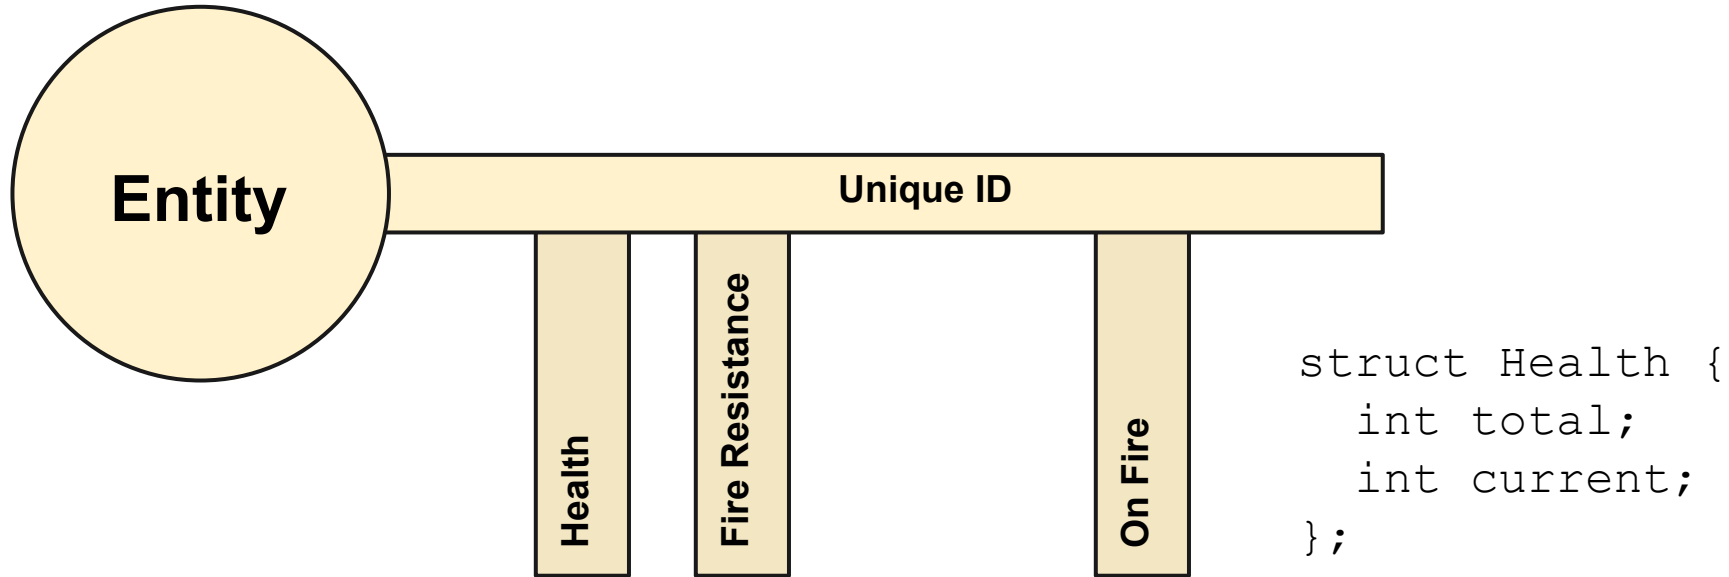 Entity
Unique ID
Health
Fire Resistance
On Fire
struct Health {
  int total;
  int current;
};